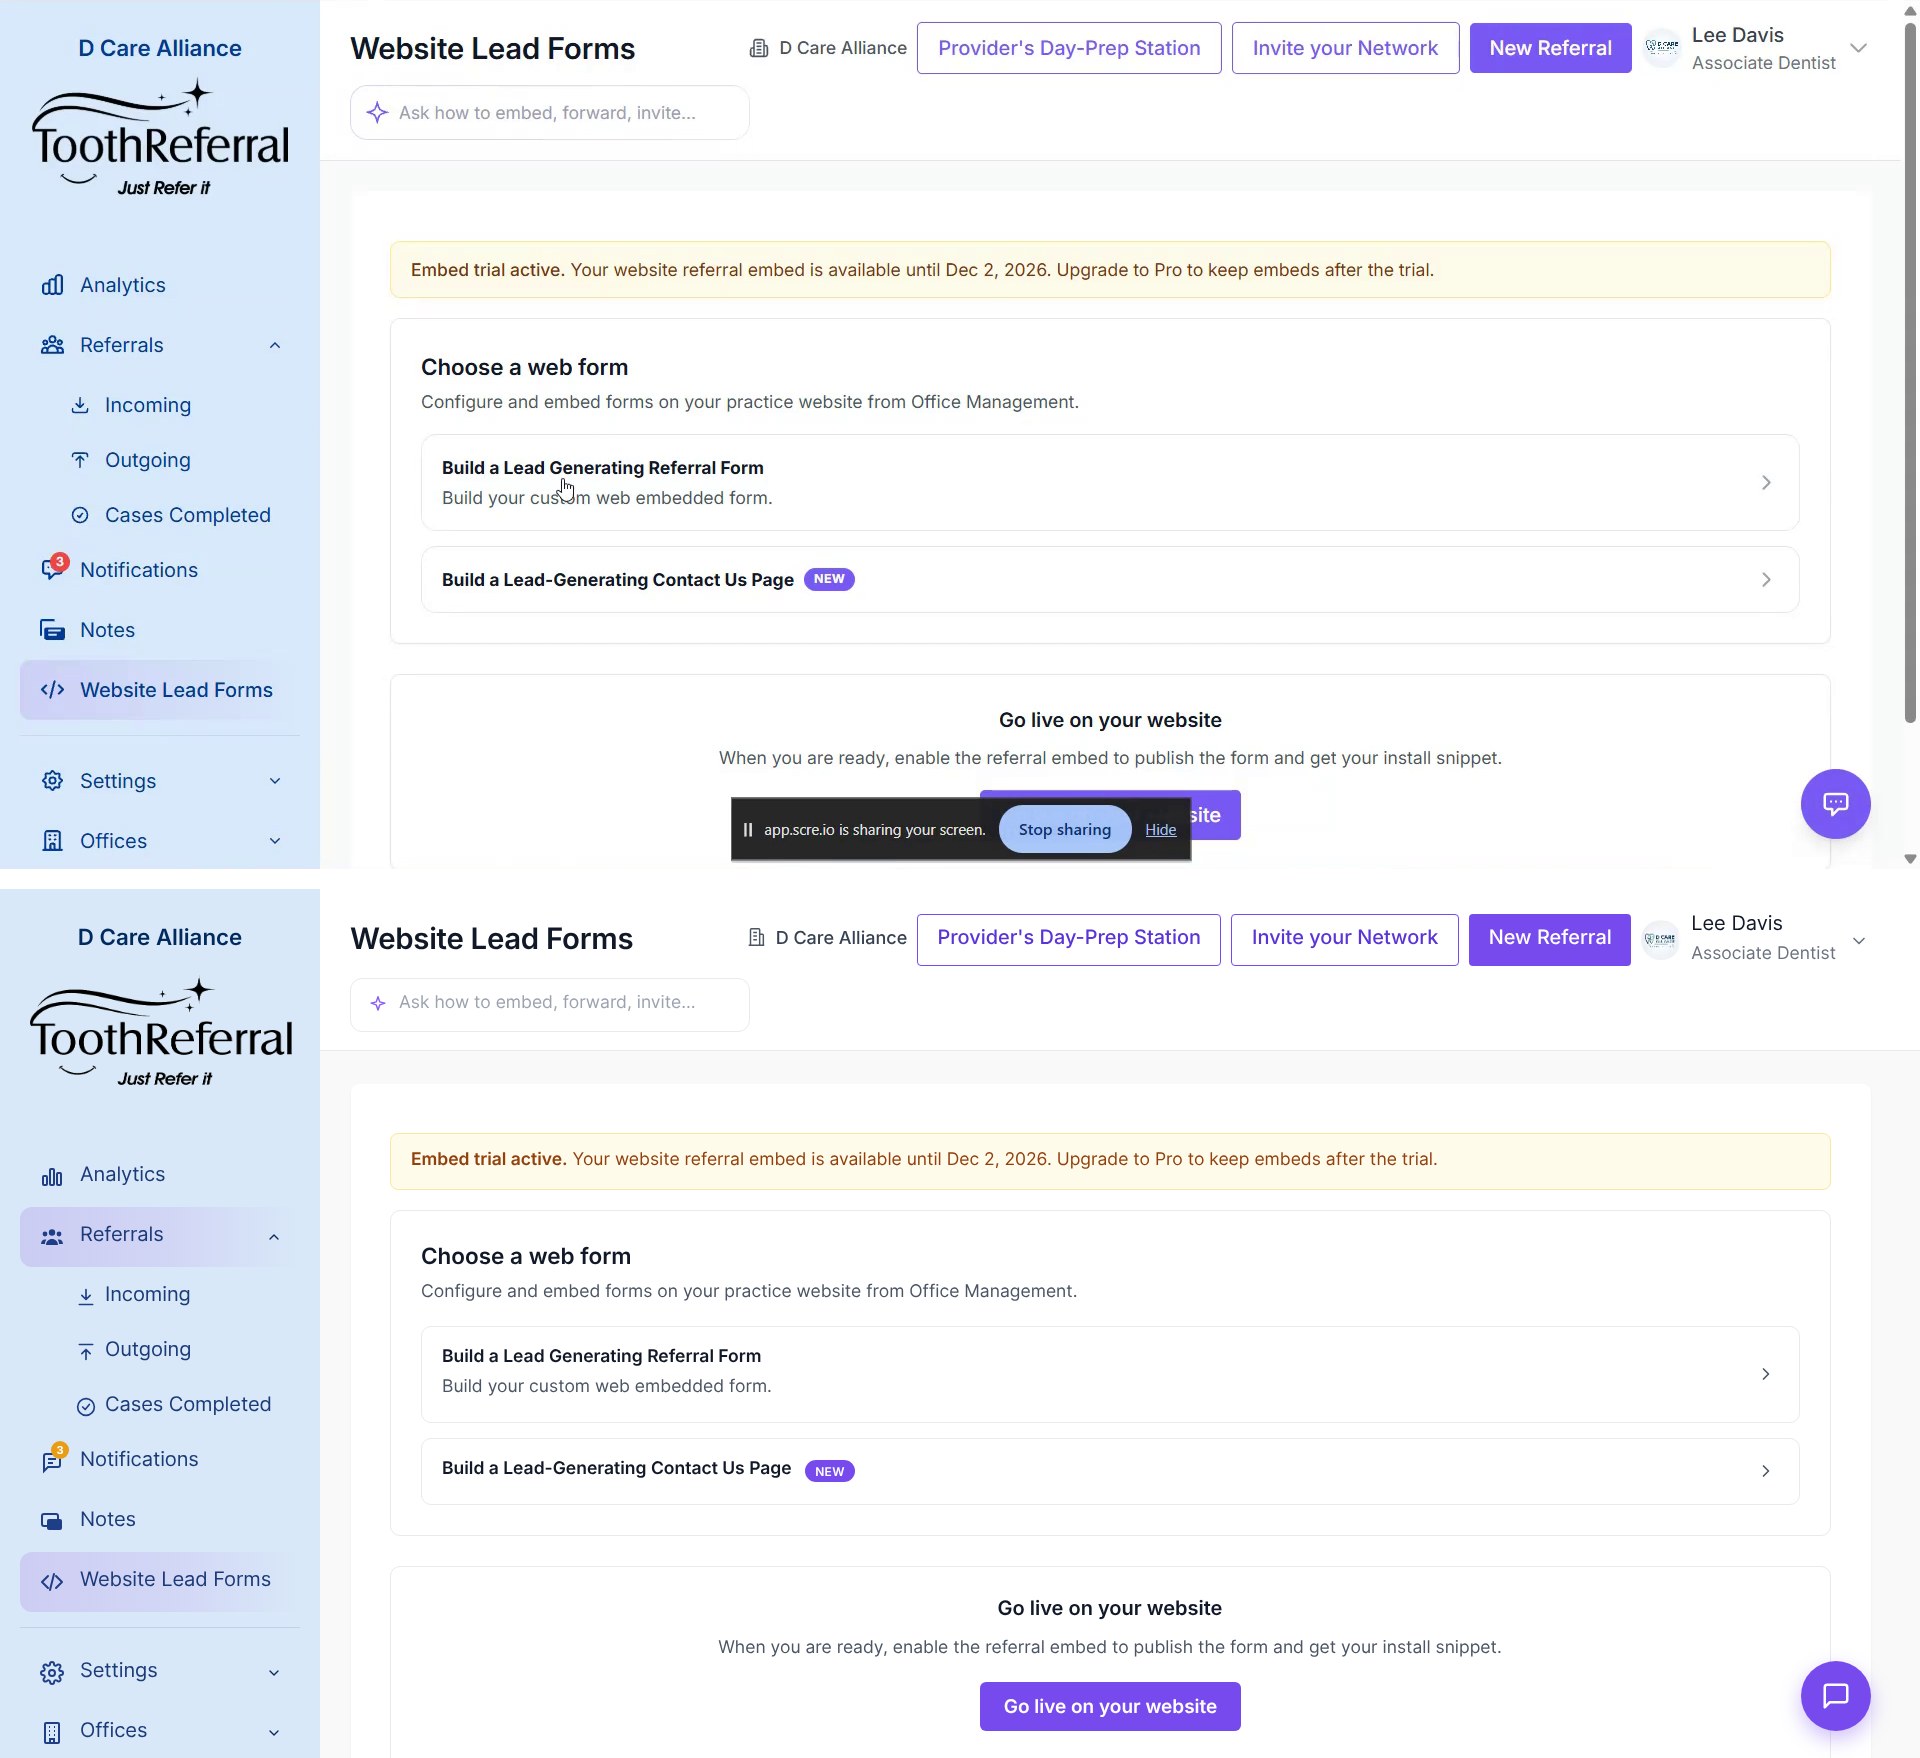 D Care Alliance
ToothReferral
Just Refer it
Analytics
Referrals
Incoming
Outgoing
Cases Completed
3
Notifications
Notes
Website Lead Forms
Settings
Offices
Website Lead Forms
D Care Alliance
Provider's Day-Prep Station
Invite your Network
New Referral
Lee Davis
Associate Dentist
Ask how to embed, forward, invite...
Embed trial active. Your website referral embed is available until Dec 2, 2026. Upgrade to Pro to keep embeds after the trial.
Choose a web form
Configure and embed forms on your practice website from Office Management.
Build a Lead Generating Referral Form
Build your custom web embedded form.
Build a Lead-Generating Contact Us Page NEW
Go live on your website
When you are ready, enable the referral embed to publish the form and get your install snippet.
site
app.scre.io is sharing your screen.
Stop sharing
Hide
D Care Alliance
ToothReferral
Just Refer it
Analytics
Referrals
Incoming
Outgoing
Cases Completed
3
Notifications
Notes
Website Lead Forms
Settings
Offices
Website Lead Forms
D Care Alliance
Provider's Day-Prep Station
Invite your Network
New Referral
Lee Davis
Associate Dentist
Ask how to embed, forward, invite...
Embed trial active. Your website referral embed is available until Dec 2, 2026. Upgrade to Pro to keep embeds after the trial.
Choose a web form
Configure and embed forms on your practice website from Office Management.
Build a Lead Generating Referral Form
Build your custom web embedded form.
Build a Lead-Generating Contact Us Page NEW
Go live on your website
When you are ready, enable the referral embed to publish the form and get your install snippet.
Go live on your website